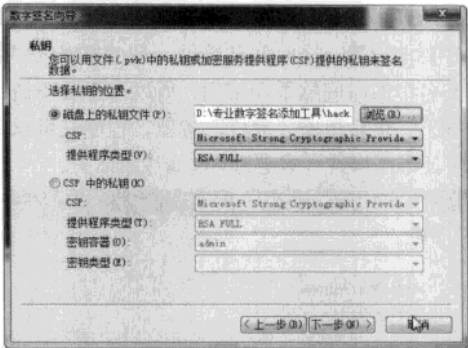 数字签名向导
私钥
您可以用文件(.pvk)中的私钥或加密服务提供程序(CSP)提供的私钥来签名数据。
选择私钥的位置。
磁盘上的私钥文件(P): D:\专业数字签名添加工具\hack 浏览(R)...
CSP: Microsoft Strong Cryptographic Provide
提供程序类型(V) RSA FULL
CSP 中的私钥(K)
CSP: Microsoft Strong Cryptographic Provide
提供程序类型(T): RSA FULL
密钥容器(O): admin
密钥类型(E):
< 上一步(B) 下一步(N) > 取消